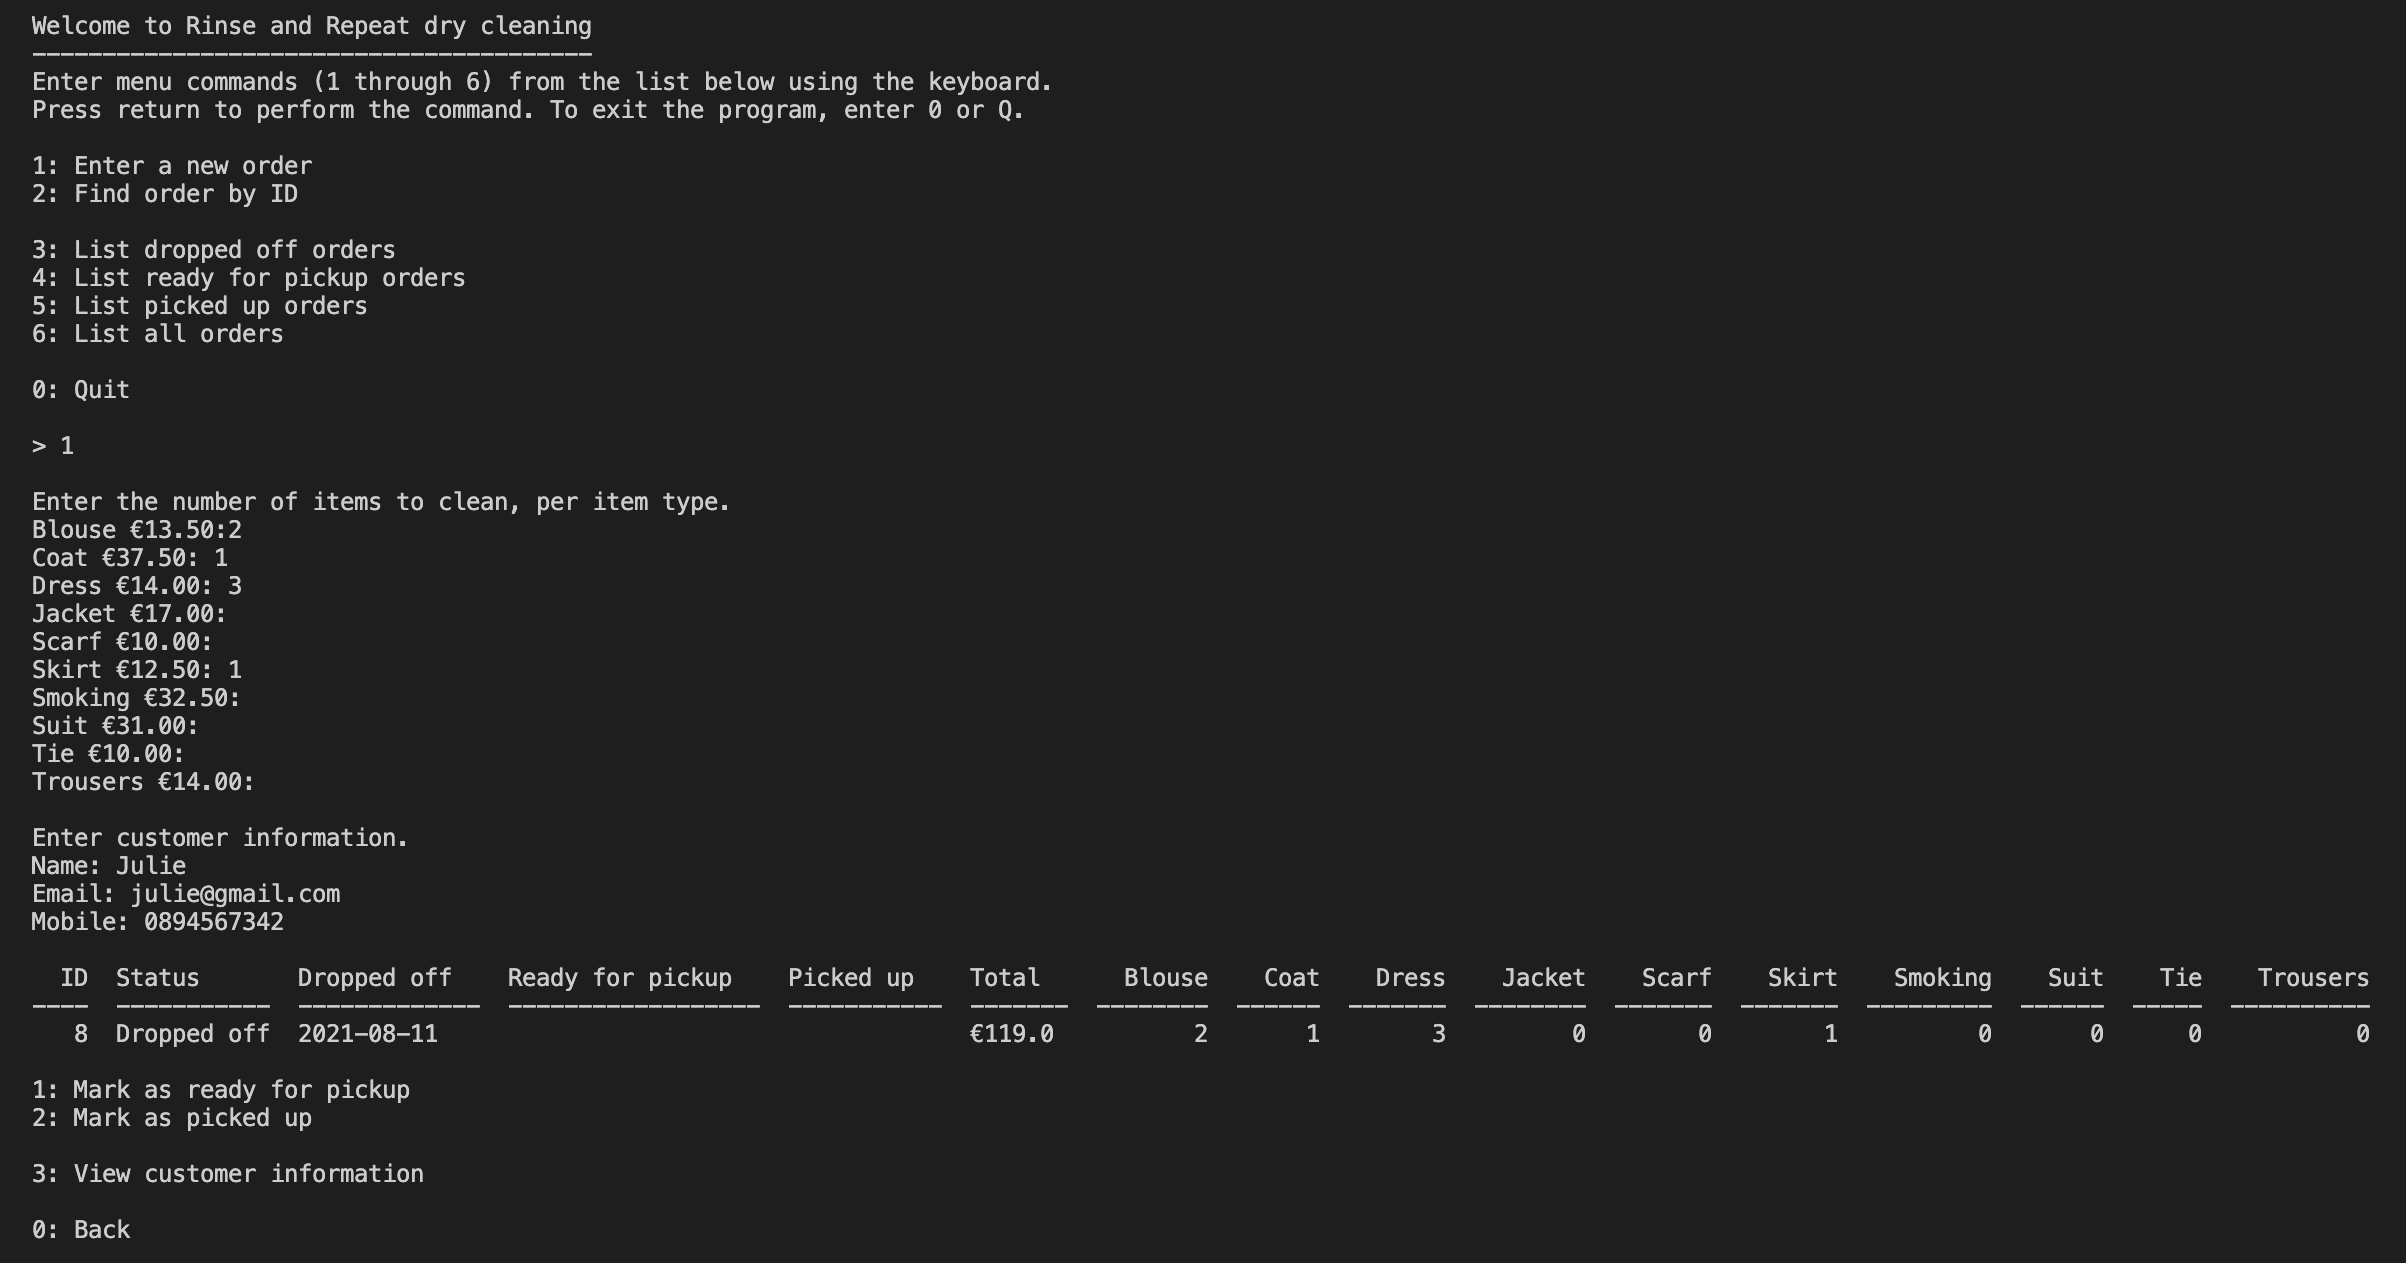 Welcome to Rinse and Repeat dry cleaning
----------------------------------------
Enter menu commands (1 through 6) from the list below using the keyboard.
Press return to perform the command. To exit the program, enter 0 or Q.
1: Enter a new order
2: Find order by ID
3: List dropped off orders
4: List ready for pickup orders
5: List picked up orders
6: List all orders
0: Quit
> 1
Enter the number of items to clean, per item type.
Blouse €13.50:2
Coat €37.50: 1
Dress €14.00: 3
Jacket €17.00:
Scarf €10.00:
Skirt €12.50: 1
Smoking €32.50:
Suit €31.00:
Tie €10.00:
Trousers €14.00:
Enter customer information.
Name: Julie
Email: julie@gmail.com
Mobile: 0894567342
  ID  Status       Dropped off    Ready for pickup    Picked up    Total      Blouse    Coat    Dress    Jacket    Scarf    Skirt    Smoking    Suit    Tie    Trousers
----  -----------  -------------  ------------------  -----------  -------  --------  ------  -------  --------  -------  -------  ---------  ------  -----  ----------
   8  Dropped off  2021-08-11                                      €119.0          2       1        3         0        0        1          0       0      0           0
1: Mark as ready for pickup
2: Mark as picked up
3: View customer information
0: Back